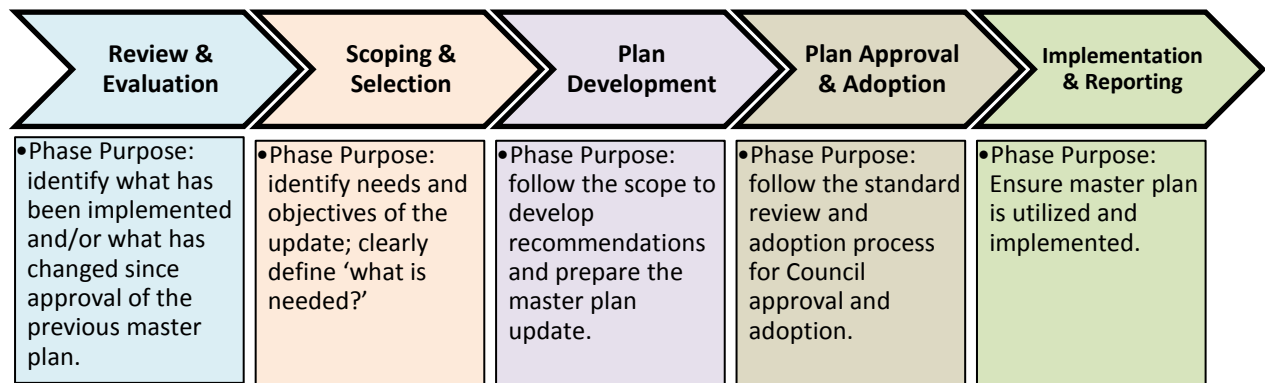 Review &
Evaluation
Scoping &
Selection
Plan
Development
Plan Approval
& Adoption
Implementation
& Reporting
•Phase Purpose:
identify what has
been implemented
and/or what has
changed since
approval of the
previous master
plan.
•Phase Purpose:
identify needs and
objectives of the
update; clearly
define ‘what is
needed?’
•Phase Purpose:
follow the scope to
develop
recommendations
and prepare the
master plan
update.
•Phase Purpose:
follow the standard
review and
adoption process
for Council
approval and
adoption.
•Phase Purpose:
Ensure master plan
is utilized and
implemented.